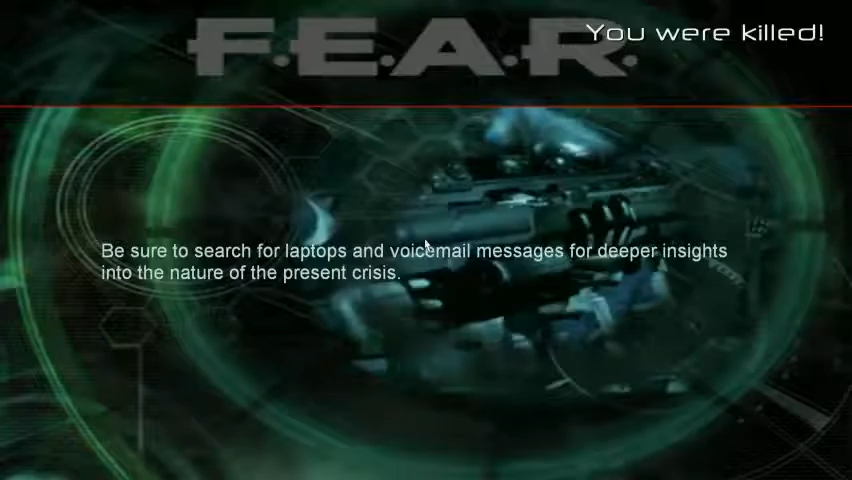 F.E.A.R.
You were killed!
Be sure to search for laptops and voicemail messages for deeper insights
into the nature of the present crisis.